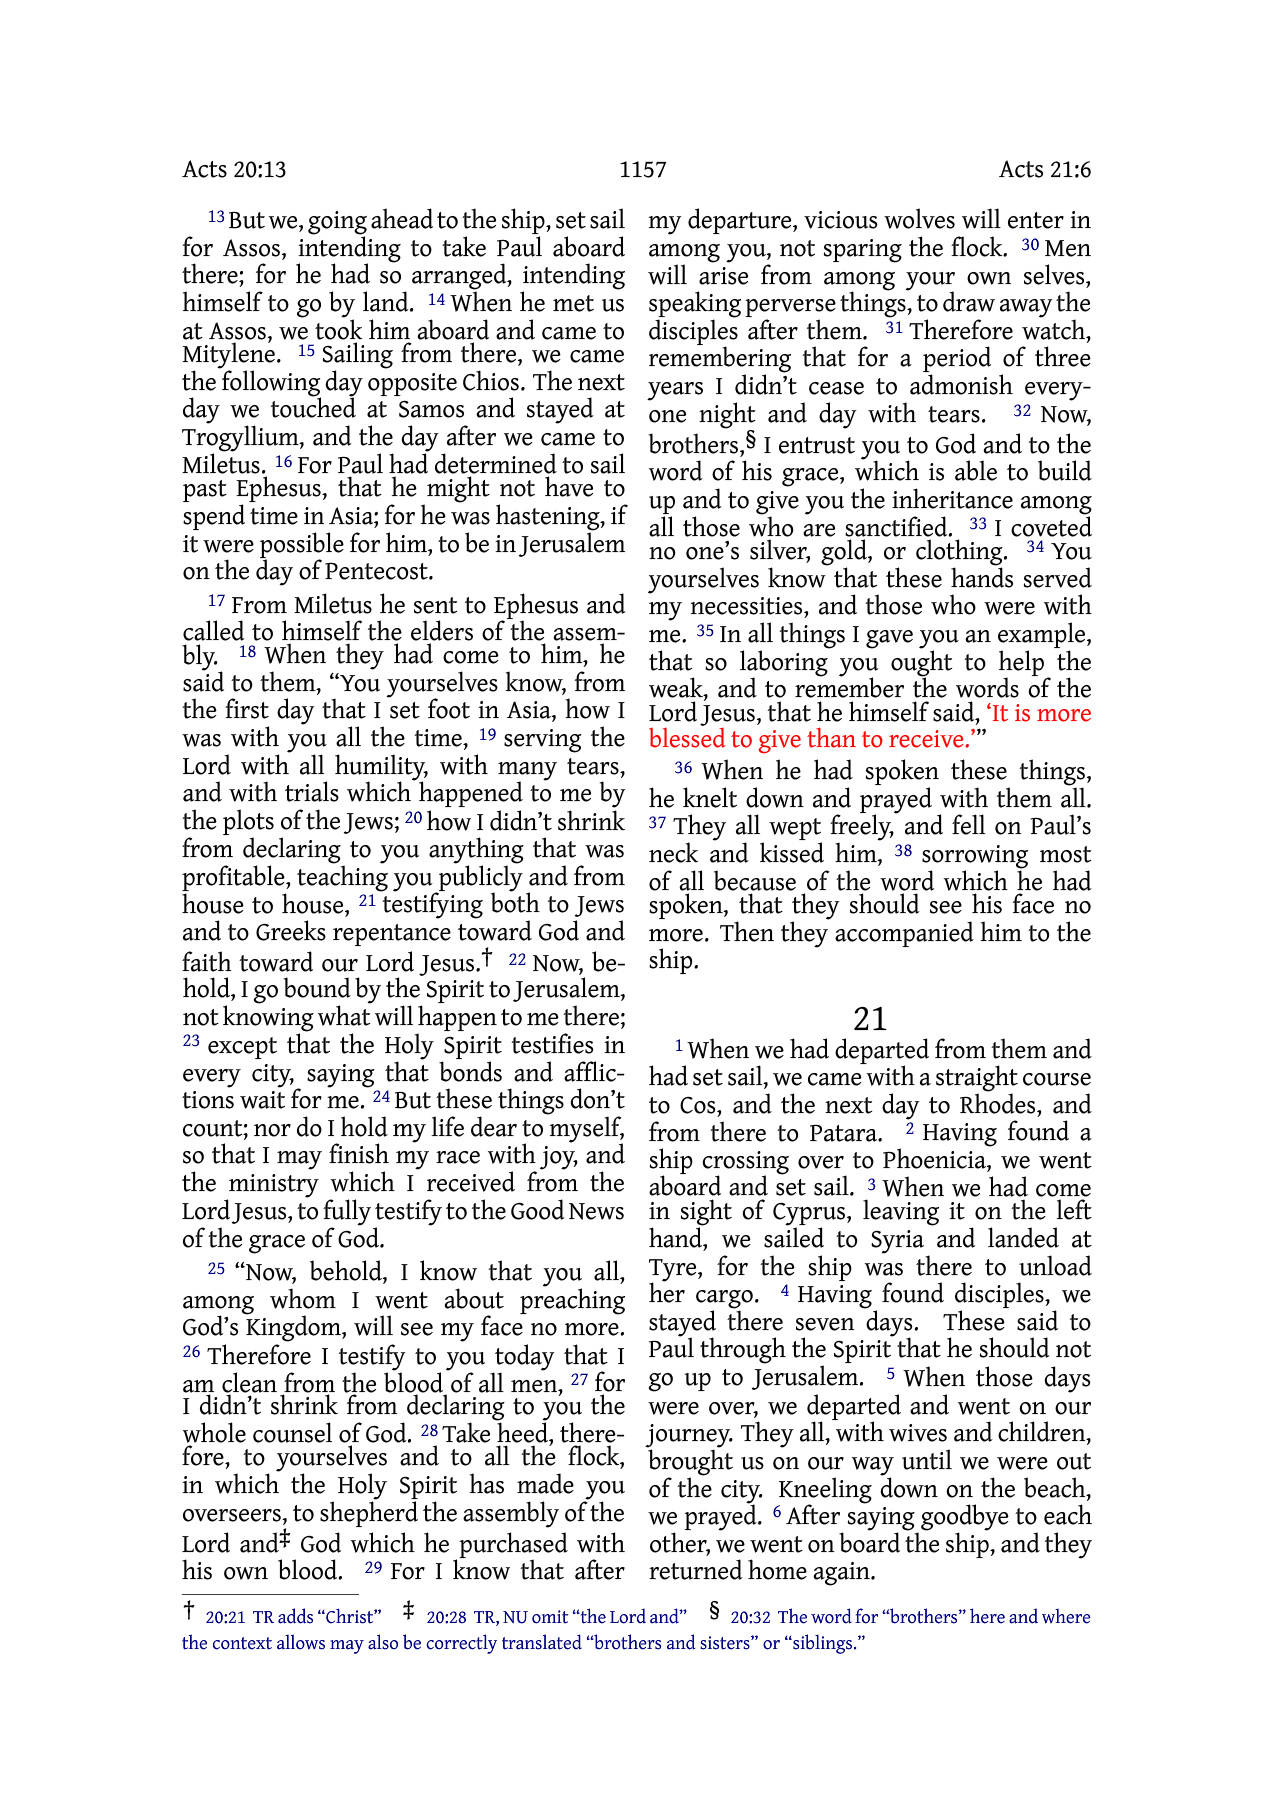 Acts 20:13
1157
Acts 21:6
13 But we, going ahead to the ship, set sail
for Assos, intending to take Paul aboard
there; for he had so arranged, intending
himself to go by land. 14 When he met us
at Assos, we took him aboard and came to
Mitylene. 15 Sailing from there, we came
the following day opposite Chios. The next
day we touched at Samos and stayed at
Trogyllium, and the day after we came to
Miletus. 16 For Paul had determined to sail
past Ephesus, that he might not have to
spend time in Asia; for he was hastening, if
it were possible for him, to be in Jerusalem
on the day of Pentecost.
17 From Miletus he sent to Ephesus and
called to himself the elders of the assem-
bly. 18 When they had come to him, he
said to them, “You yourselves know, from
the first day that I set foot in Asia, how I
was with you all the time, 19 serving the
Lord with all humility, with many tears,
and with trials which happened to me by
the plots of the Jews; 20 how I didn’t shrink
from declaring to you anything that was
profitable, teaching you publicly and from
house to house, 21 testifying both to Jews
and to Greeks repentance toward God and
faith toward our Lord Jesus.† 22 Now, be-
hold, I go bound by the Spirit to Jerusalem,
not knowing what will happen to me there;
23 except that the Holy Spirit testifies in
every city, saying that bonds and afflic-
tions wait for me. 24 But these things don’t
count; nor do I hold my life dear to myself,
so that I may finish my race with joy, and
the ministry which I received from the
Lord Jesus, to fully testify to the Good News
of the grace of God.
25 “Now, behold, I know that you all,
among whom I went about preaching
God’s Kingdom, will see my face no more.
26 Therefore I testify to you today that I
am clean from the blood of all men, 27 for
I didn’t shrink from declaring to you the
whole counsel of God. 28 Take heed, there-
fore, to yourselves and to all the flock,
in which the Holy Spirit has made you
overseers, to shepherd the assembly of the
Lord and‡ God which he purchased with
his own blood. 29 For I know that after
my departure, vicious wolves will enter in
among you, not sparing the flock. 30 Men
will arise from among your own selves,
speaking perverse things, to draw away the
disciples after them. 31 Therefore watch,
remembering that for a period of three
years I didn’t cease to admonish every-
one night and day with tears. 32 Now,
brothers,§ I entrust you to God and to the
word of his grace, which is able to build
up and to give you the inheritance among
all those who are sanctified. 33 I coveted
no one’s silver, gold, or clothing. 34 You
yourselves know that these hands served
my necessities, and those who were with
me. 35 In all things I gave you an example,
that so laboring you ought to help the
weak, and to remember the words of the
Lord Jesus, that he himself said, ‘It is more
blessed to give than to receive.’”
36 When he had spoken these things,
he knelt down and prayed with them all.
37 They all wept freely, and fell on Paul’s
neck and kissed him, 38 sorrowing most
of all because of the word which he had
spoken, that they should see his face no
more. Then they accompanied him to the
ship.
21
1 When we had departed from them and
had set sail, we came with a straight course
to Cos, and the next day to Rhodes, and
from there to Patara. 2 Having found a
ship crossing over to Phoenicia, we went
aboard and set sail. 3 When we had come
in sight of Cyprus, leaving it on the left
hand, we sailed to Syria and landed at
Tyre, for the ship was there to unload
her cargo. 4 Having found disciples, we
stayed there seven days. These said to
Paul through the Spirit that he should not
go up to Jerusalem. 5 When those days
were over, we departed and went on our
journey. They all, with wives and children,
brought us on our way until we were out
of the city. Kneeling down on the beach,
we prayed. 6 After saying goodbye to each
other, we went on board the ship, and they
returned home again.
† 20:21 TR adds “Christ” ‡ 20:28 TR, NU omit “the Lord and” § 20:32 The word for “brothers” here and where
the context allows may also be correctly translated “brothers and sisters” or “siblings.”